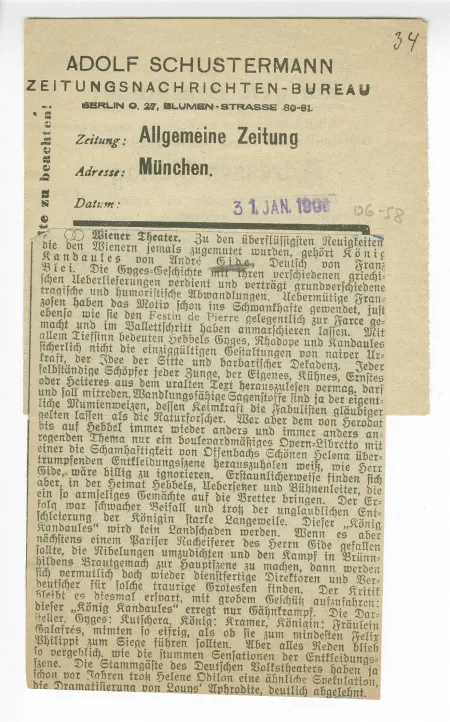 34
ADOLF SCHUSTERMANN
ZEITUNGSNACHRICHTEN-BUREAU
BERLIN O. 27, BLUMEN-STRASSE 80-81.
Zeitung: Allgemeine Zeitung
Adresse: München.
Datum: 31. JAN. 1906
06-58
te zu beachten!
Wiener Theater. Zu den überflüssigsten Neuigkeiten
die den Wienern jemals zugemutet wurden, gehört König
Kandaules von André Gide. Deutsch von Franz
Blei. Die Gyges-Geschichte in ihren verschiedenen griechi-
schen Ueberlieferungen verdient und verträgt grundverschiedene
tragische und humoristische Abwandlungen. Uebermütige Fran-
zosen haben das Motiv schon ins Schwankhafte gewendet, just
ebenso wie sie den Festin de Pierre gelegentlich zur Farce ge-
macht und im Ballettschritt haben anmarschieren lassen. Mit
allem Tiefsinn bedeuten Hebbels Gyges, Rhodope und Kandaules
sicherlich nicht die einziggültigen Gestaltungen von naiver Ur-
kraft, der Idee der Sitte und barbarischer Dekadenz. Jeder
selbständige Schöpfer jeder Zunge, der Eigenes, Kühnes, Ernstes
oder Heiteres aus dem uralten Text herauszulesen vermag, darf
und soll mitreden. Wandlungsfähige Sagenstoffe sind ja der eigent-
liche Mumienweizen, dessen Keimkraft die Fabulisten gläubiger
gelten lassen als die Naturforscher. Wer aber dem von Herodot
bis auf Hebbel immer wieder anders und immer anders an-
regenden Thema nur ein boulevardmäßiges Opern-Libretto mit
einer die Schamhaftigkeit von Offenbachs Schönen Helena über-
trumpfenden Entkleidungsszene herauszuholen weiß, wie Herr
Gide, wäre billig zu ignorieren. Erstaunlicherweise finden sich
aber, in der Heimat Hebbels, Uebersetzer und Bühnenleiter, die
ein so armseliges Gemächte auf die Bretter bringen. Der Er-
folg war schwacher Beifall und trotz der unglaublichen Ent-
schleierung der Königin starke Langeweile. Dieser „König
Kandaules“ wird kein Landschaden werden. Wenn es aber
nächstens einem Pariser Nacheiferer des Herrn Gide gefallen
sollte, die Nibelungen umzudichten und den Kampf in Brünn-
hildens Brautgemach zur Hauptszene zu machen, dann werden
sich vermutlich doch wieder dienstfertige Direktoren und Ver-
deutscher für solche traurige Grotesken finden. Der Kritik
bleibt es diesmal erspart, mit grobem Geschütz aufzufahren:
dieser „König Kandaules“ erregt nur Gähnkrampf. Die Dar-
steller, Gyges: Kutschera, König: Kramer, Königin: Fräulein
Galafrés, mimten so eifrig, als ob sie zum mindesten Felix
Philippi zum Siege führen sollten. Aber alles Reden blieb
so vergeblich, wie die stummen Sensationen der Entkleidungs-
szene. Die Stammgäste des Deutschen Volkstheaters haben ja
schon vor Jahren trotz Helene Odilon eine ähnliche Spekulation,
die Dramatisierung von Louys' Aphrodite, deutlich abgelehnt.